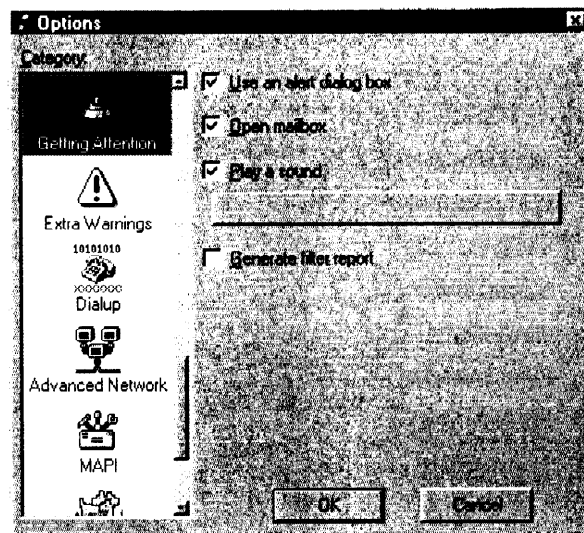 Options
Category:
Getting Attention
Extra Warnings
10101010
Dialup
Advanced Network
MAPI
Use an alert dialog box
Open mailbox
Play a sound
Generate filter report
OK
Cancel